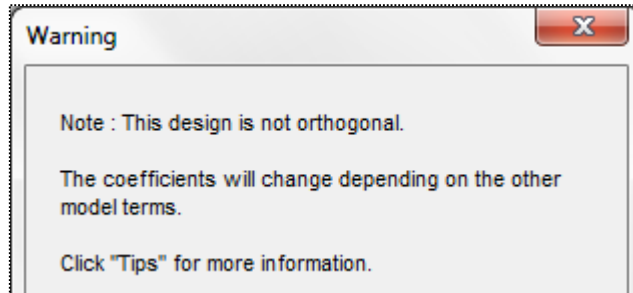 Warning
Note : This design is not orthogonal.
The coefficients will change depending on the other
model terms.
Click "Tips" for more information.